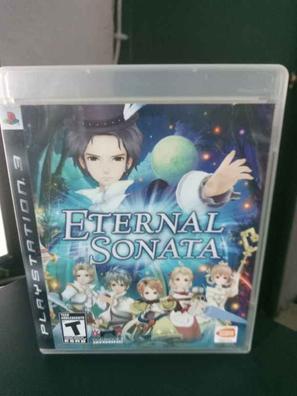 PLAYSTATION 3
ETERNAL
SONATA
TEEN
T
ESRB